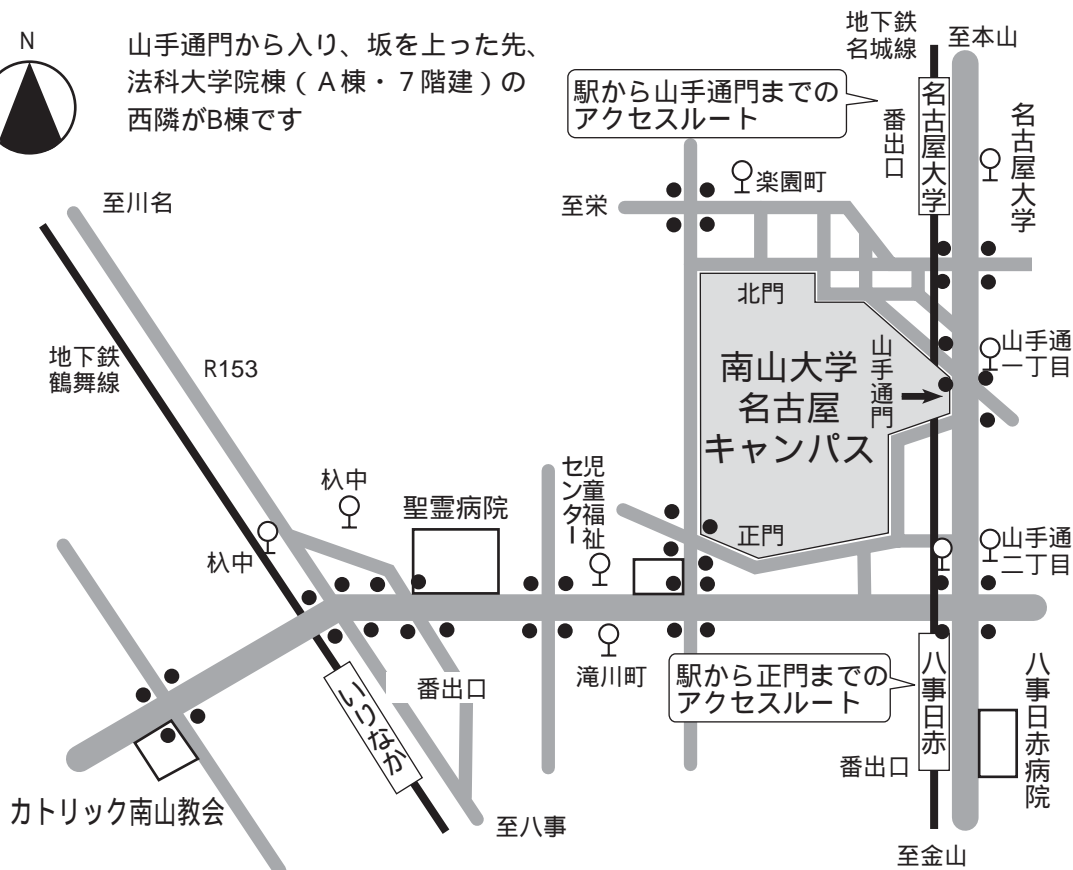 N
山手通門から入り、坂を上った先、
法科大学院棟(A棟・7階建)の
西隣がB棟です
地下鉄
名城線
至本山
駅から山手通門までの
アクセスルート
番出口
名古屋大学
名古屋大学
楽園町
至栄
至川名
北門
地下鉄
鶴舞線
R153
南山大学
名古屋
キャンパス
山手通門
山手通
一丁目
杁中
杁中
聖霊病院
児童福祉
センター
正門
山手通
二丁目
滝川町
駅から正門までの
アクセスルート
八事日赤
番出口
八事日赤病院
番出口
いりなか
カトリック南山教会
至八事
至金山